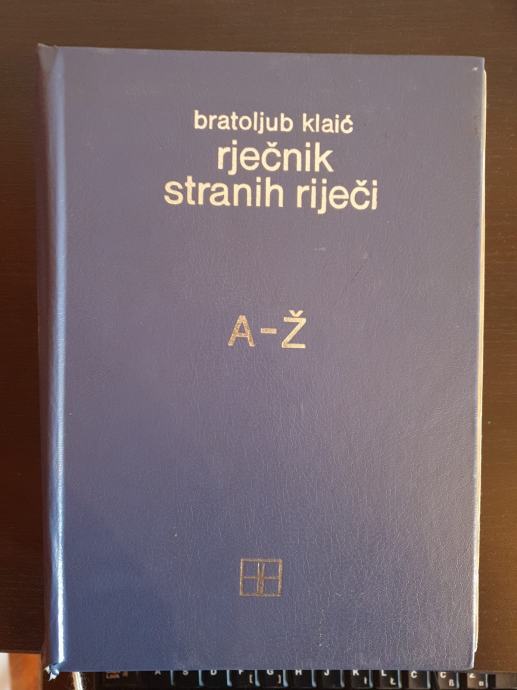 bratoljub klaić
rječnik
stranih riječi
A-Ž